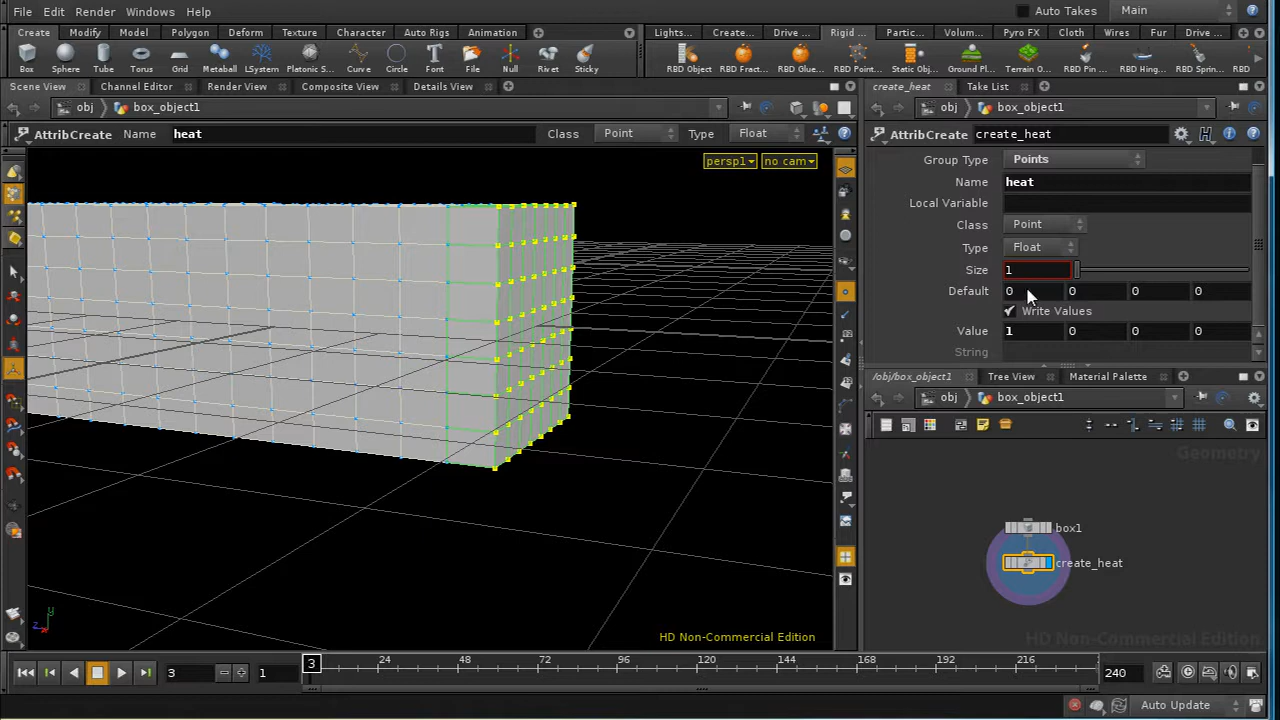 File Edit Render Windows Help Auto Takes Main
Create Modify Model Polygon Deform Texture Character Auto Rigs Animation Lights... Create... Drive ... Rigid ... Partic... Volum... Pyro FX Cloth Wires Fur Drive ...
Box Sphere Tube Torus Grid Metaball LSystem Platonic S... Curve Circle Font File Null Rivet Sticky RBD Object RBD Fract... RBD Glue... RBD Point... Static Obj... Ground Pl... Terrain O... RBD Pin ... RBD Hing... RBD Sprin... RBD
Scene View Channel Editor Render View Composite View Details View create_heat Take List
obj box_object1 obj box_object1
AttribCreate Name heat Class Point Type Float AttribCreate create_heat
persp1 no cam
Group Type Points
Name heat
Local Variable
Class Point
Type Float
Size 1
Default 0 0 0 0
Write Values
Value 1 0 0 0
String
/obj/box_object1 Tree View Material Palette
obj box_object1
Geometry
box1
create_heat
y
z
HD Non-Commercial Edition HD Non-Commercial Edition
3 1 3 24 48 72 96 120 144 168 192 216 240
Auto Update